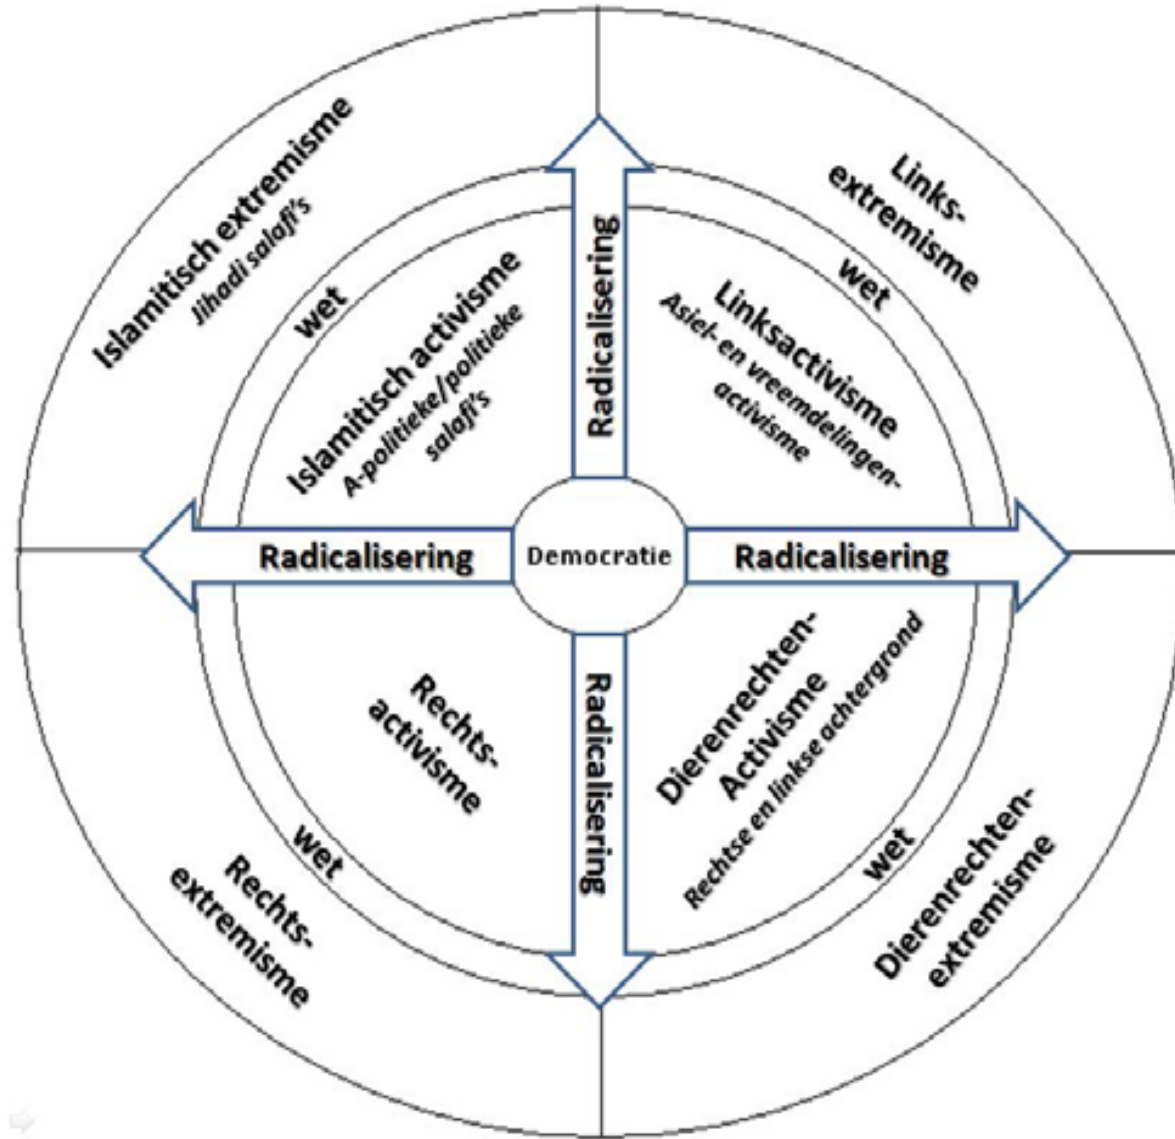 Islamitisch extremisme
Jihadi salafi's
Links-
extremisme
wet
wet
Islamitisch activisme
A-politieke/politieke
salafi's
Radicalisering
Linksactivisme
Asiel- en vreemdelingen-
activisme
Radicalisering
Democratie
Radicalisering
Rechts-
activisme
Radicalisering
Dierenrechten-
Activisme
Rechtse en linkse achtergrond
wet
wet
Rechts-
extremisme
Dierenrechten-
extremisme